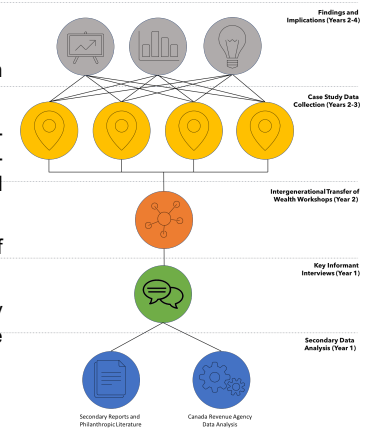 Findings and
Implications (Years 2-4)
Case Study Data
Collection (Years 2-3)
Intergenerational Transfer of
Wealth Workshops (Year 2)
Key Informant
Interviews (Year 1)
Secondary Data
Analysis (Year 1)
Secondary Reports and
Philanthropic Literature
Canada Revenue Agency
Data Analysis